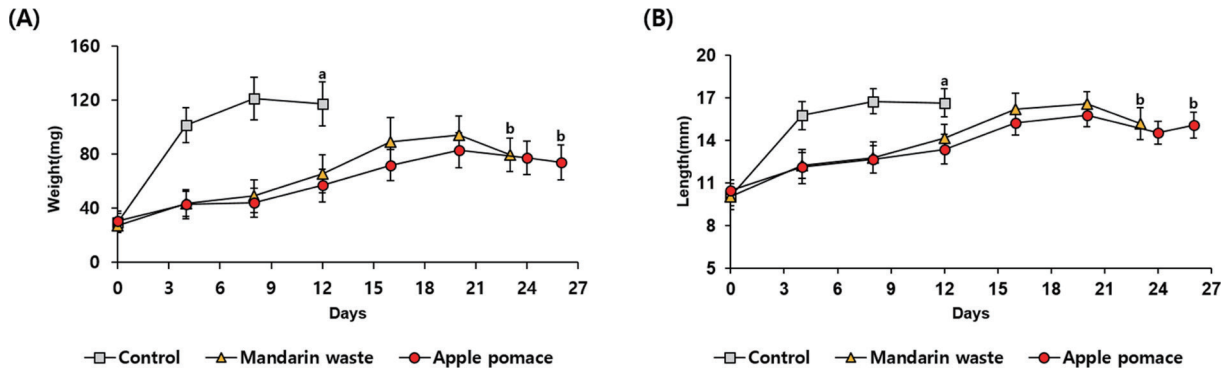 (A)
Weight(mg)
160
120
80
40
0
a
b
b
0 3 6 9 12 15 18 21 24 27
Days
Control Mandarin waste Apple pomace
(B)
Length(mm)
20
17
14
11
8
5
a
b
b
0 3 6 9 12 15 18 21 24 27
Days
Control Mandarin waste Apple pomace